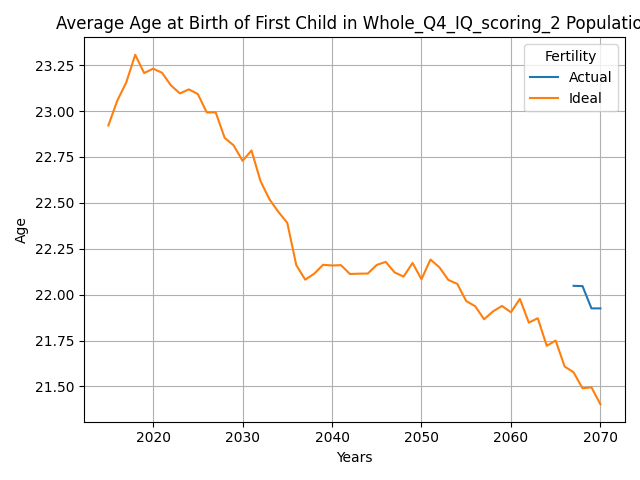 Average Age at Birth of First Child in Whole_Q4_IQ_scoring_2 Populatio
Fertility
Actual
Ideal
23.25
23.00
22.75
22.50
22.25
22.00
21.75
21.50
Age
2020 2030 2040 2050 2060 2070
Years